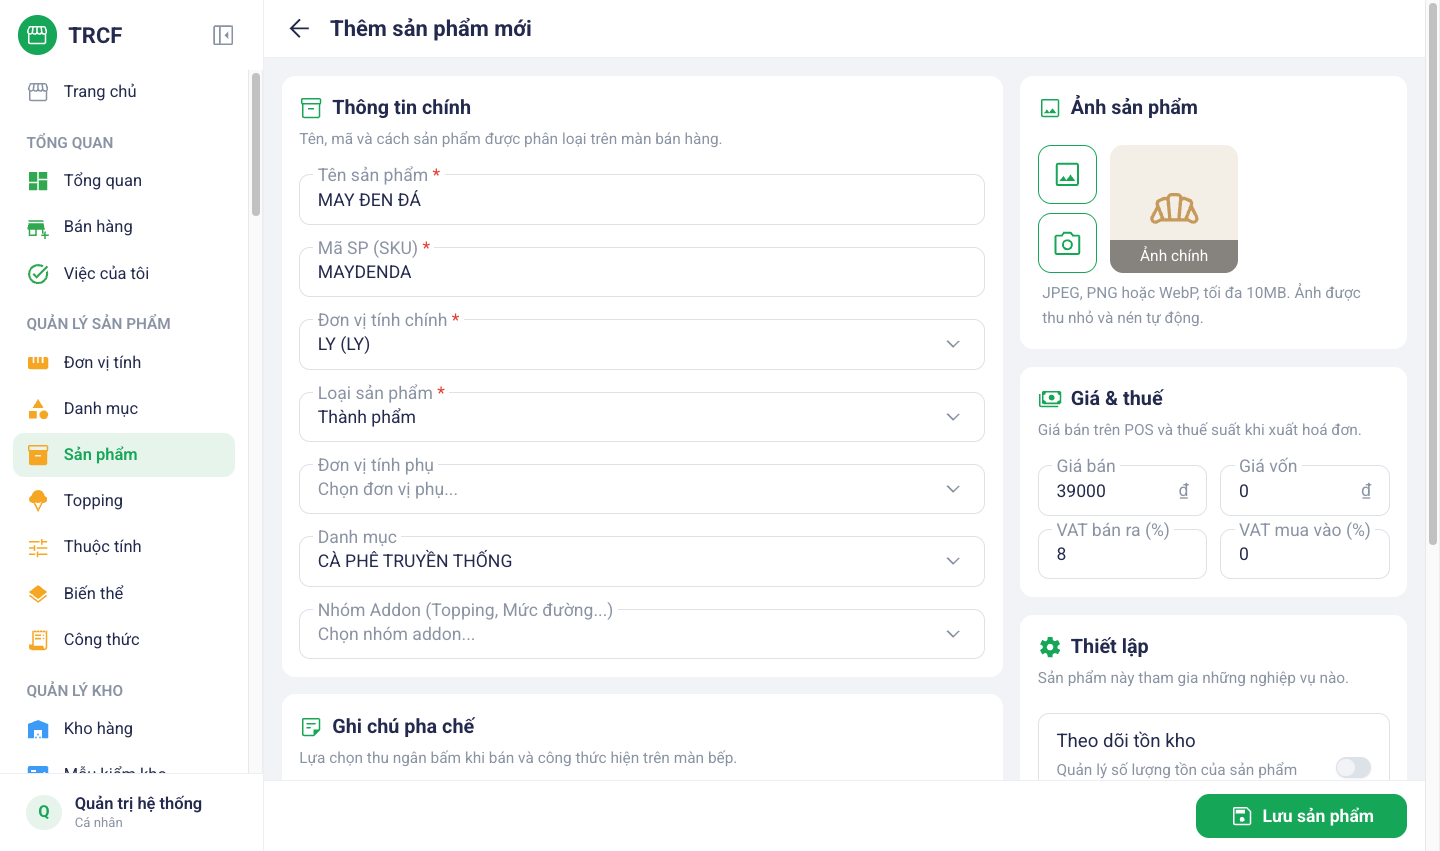 TRCF
Trang chủ
TỔNG QUAN
Tổng quan
Bán hàng
Việc của tôi
QUẢN LÝ SẢN PHẨM
Đơn vị tính
Danh mục
Sản phẩm
Topping
Thuộc tính
Biến thể
Công thức
QUẢN LÝ KHO
Kho hàng
Mẫu kiểm kho
Q
Quản trị hệ thống
Cá nhân
Thêm sản phẩm mới
Thông tin chính
Tên, mã và cách sản phẩm được phân loại trên màn bán hàng.
Tên sản phẩm *
MAY ĐEN ĐÁ
Mã SP (SKU) *
MAYDENDA
Đơn vị tính chính *
LY (LY)
Loại sản phẩm *
Thành phẩm
Đơn vị tính phụ
Chọn đơn vị phụ...
Danh mục
CÀ PHÊ TRUYỀN THỐNG
Nhóm Addon (Topping, Mức đường...)
Chọn nhóm addon...
Ghi chú pha chế
Lựa chọn thu ngân bấm khi bán và công thức hiện trên màn bếp.
Ảnh sản phẩm
Ảnh chính
JPEG, PNG hoặc WebP, tối đa 10MB. Ảnh được
thu nhỏ và nén tự động.
Giá & thuế
Giá bán trên POS và thuế suất khi xuất hoá đơn.
Giá bán
39000 ₫
Giá vốn
0 ₫
VAT bán ra (%)
8
VAT mua vào (%)
0
Thiết lập
Sản phẩm này tham gia những nghiệp vụ nào.
Theo dõi tồn kho
Quản lý số lượng tồn của sản phẩm
Lưu sản phẩm